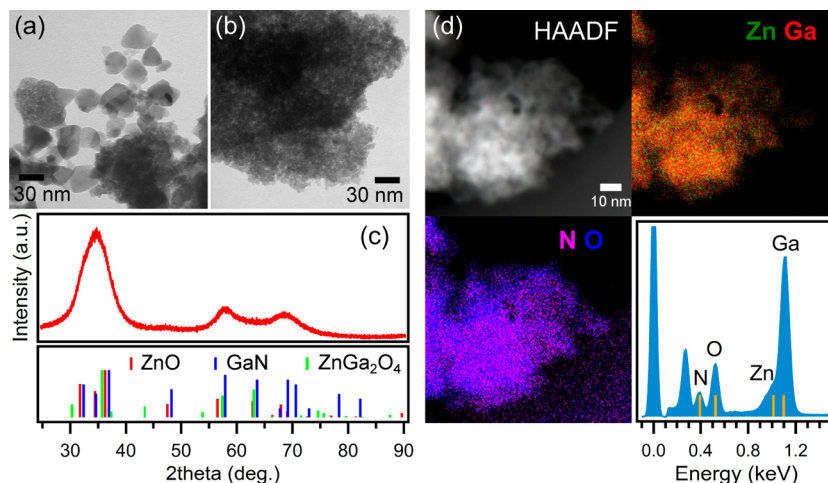 (a)
30 nm
(b)
30 nm
(c)
Intensity (a.u.)
ZnO GaN ZnGa₂O₄
30 40 50 60 70 80 90
2theta (deg.)
(d)
HAADF
10 nm
Zn Ga
N O
Ga
N
O
Zn
0.0 0.4 0.8 1.2
Energy (keV)